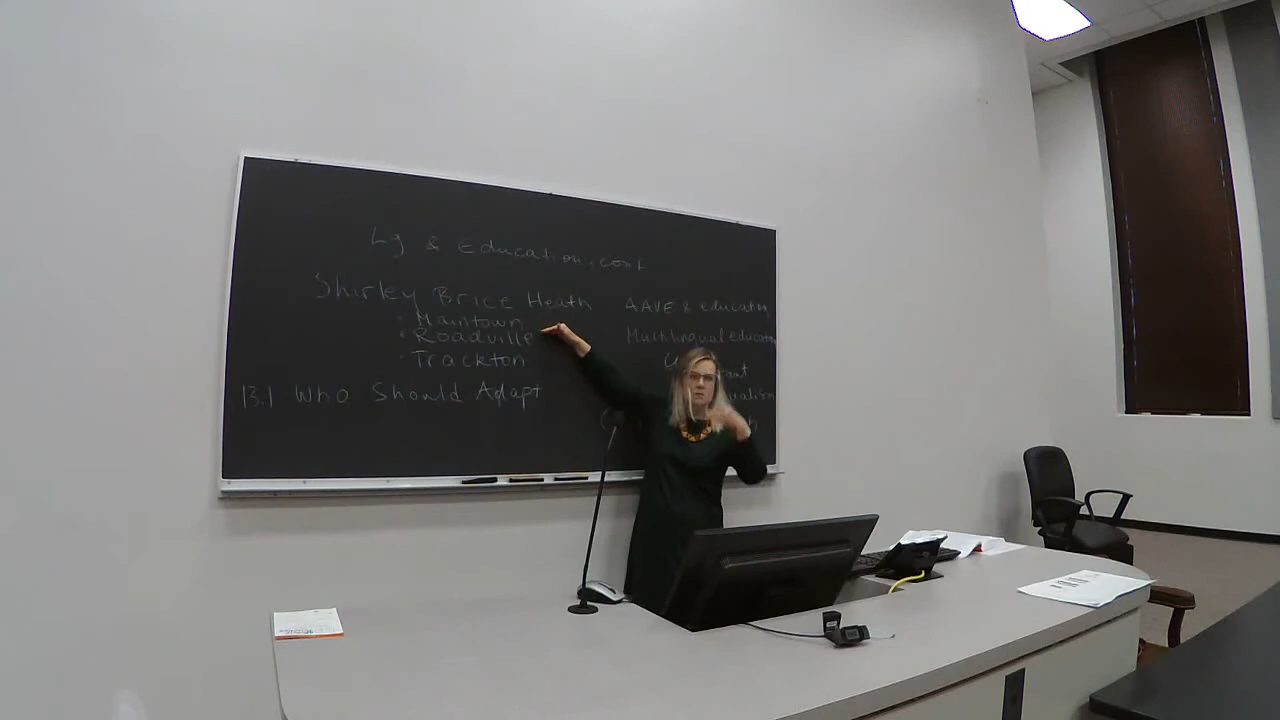 Lg & Education, cont
Shirley Brice Heath
· Maintown
· Roadville
· Trackton
13.1 Who Should Adapt
AAVE & education
Multilingual education